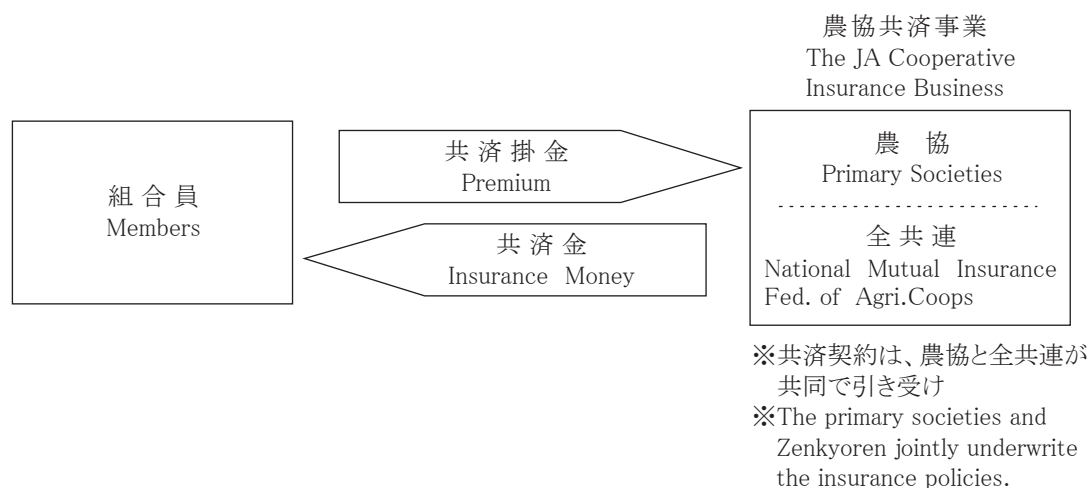 農協共済事業
The JA Cooperative
Insurance Business
組合員
Members
共済掛金
Premium
共済金
Insurance Money
農 協
Primary Societies
全共連
National Mutual Insurance
Fed. of Agri.Coops
※共済契約は、農協と全共連が
共同で引き受け
※The primary societies and
Zenkyoren jointly underwrite
the insurance policies.